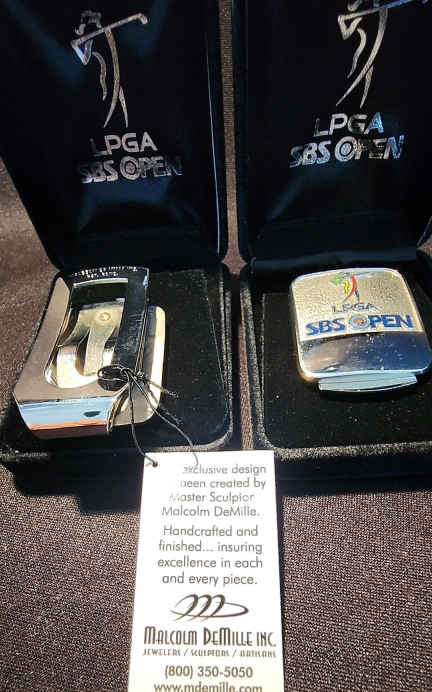 LPGA
SBS OPEN
LPGA
SBS OPEN
LPGA
SBS OPEN
exclusive design
been created by
Master Sculptor
Malcolm DeMille.
Handcrafted and
finished... insuring
excellence in each
and every piece.
MALCOLM DEMILLE INC.
JEWELERS / SCULPTORS / ARTISANS
(800) 350-5050
www.mdemille.com